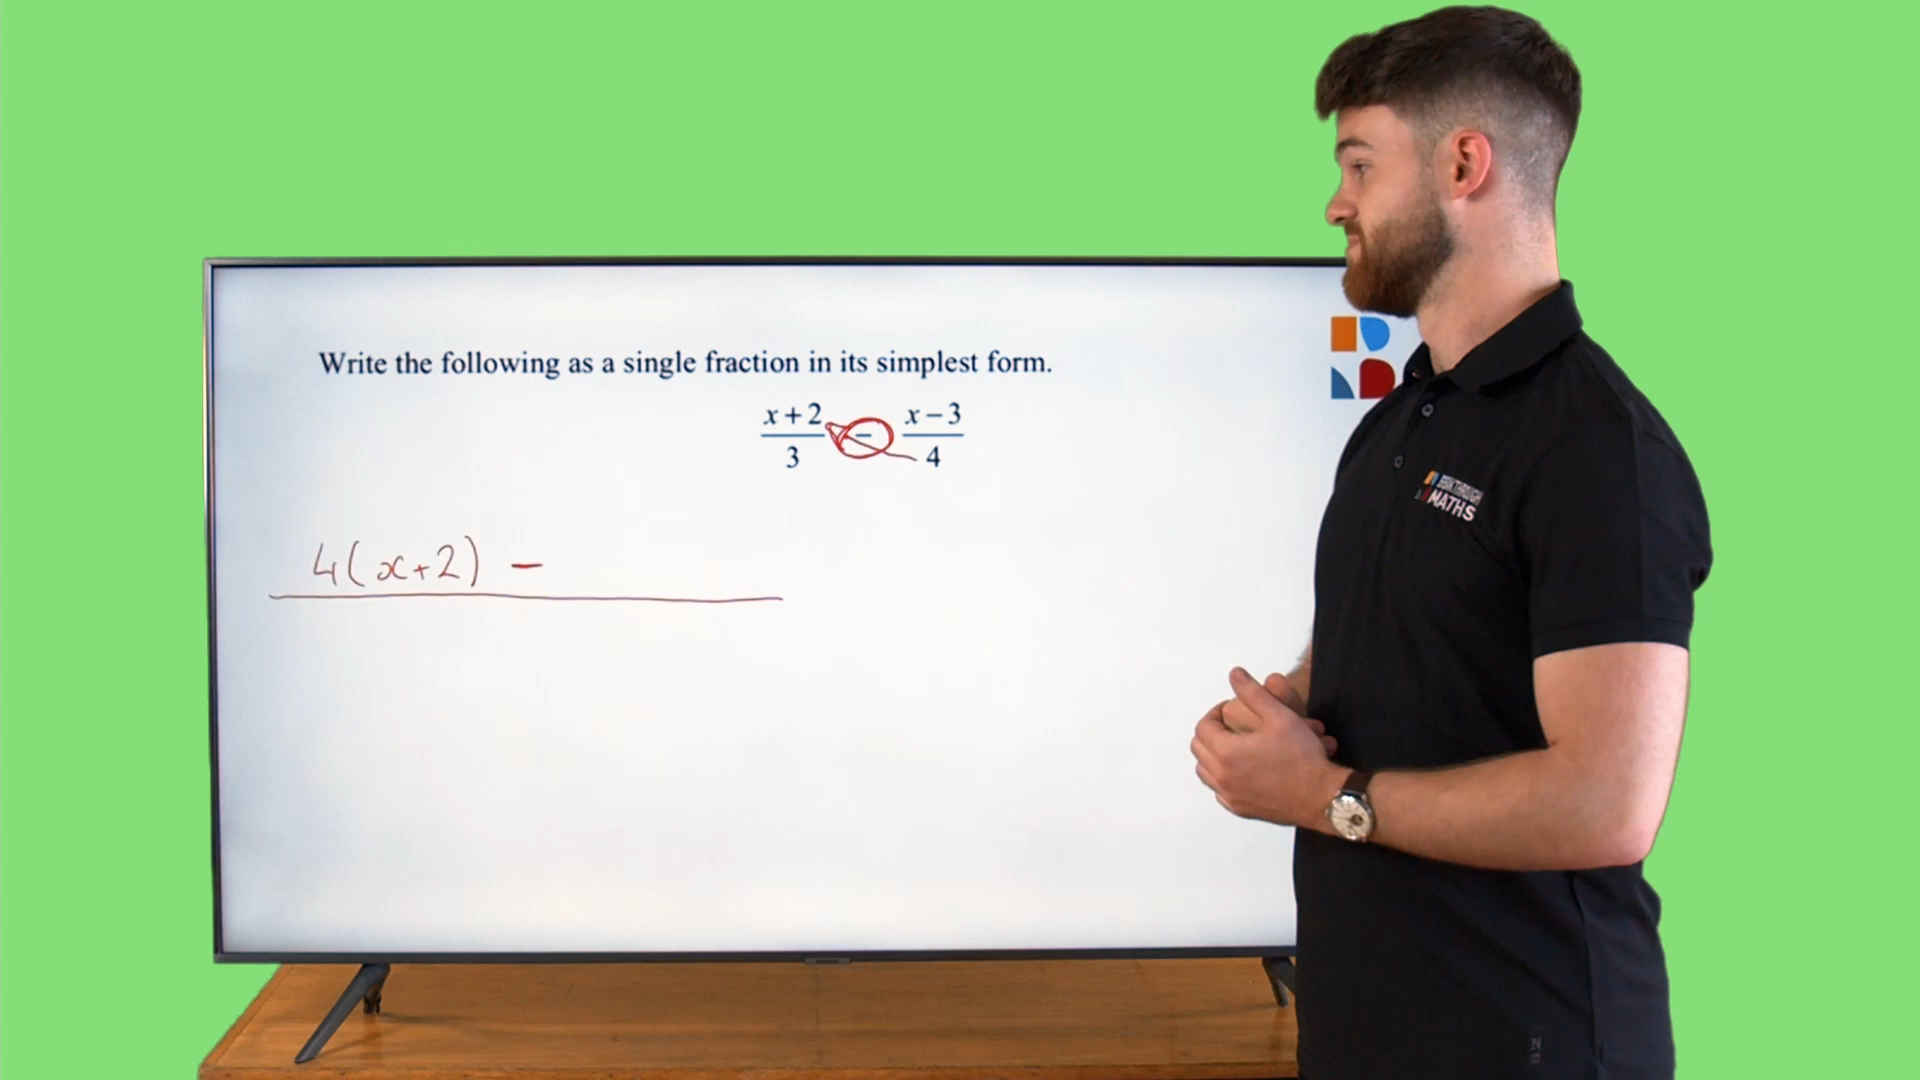 Write the following as a single fraction in its simplest form.
x + 2 x − 3
3 − 4
4(x+2) −
BREAKTHROUGH
MATHS
N